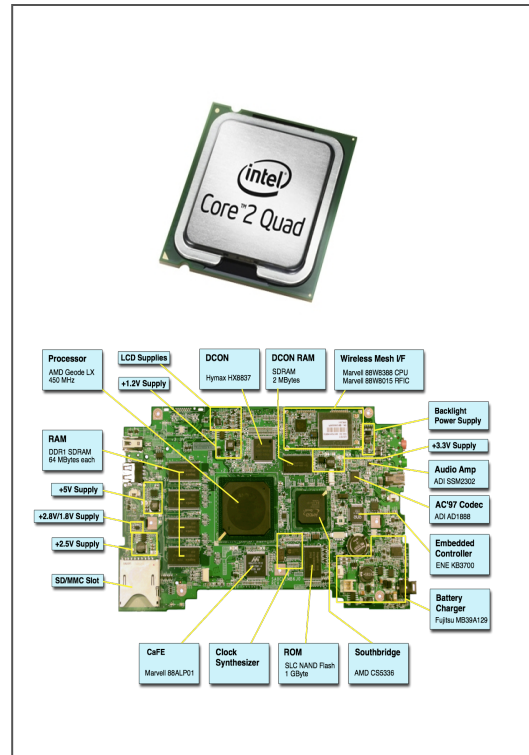 intel
Core™2 Quad
Processor
AMD Geode LX
450 MHz
LCD Supplies
+1.2V Supply
DCON
Hymax HX8837
DCON RAM
SDRAM
2 MBytes
Wireless Mesh I/F
Marvell 88W8388 CPU
Marvell 88W8015 RFIC
Backlight
Power Supply
+3.3V Supply
RAM
DDR1 SDRAM
64 MBytes each
Audio Amp
ADI SSM2302
+5V Supply
AC'97 Codec
ADI AD1888
+2.8V/1.8V Supply
+2.5V Supply
Embedded
Controller
ENE KB3700
SD/MMC Slot
Battery
Charger
Fujitsu MB39A129
CaFE
Marvell 88ALP01
Clock
Synthesizer
ROM
SLC NAND Flash
1 GByte
Southbridge
AMD CS5336